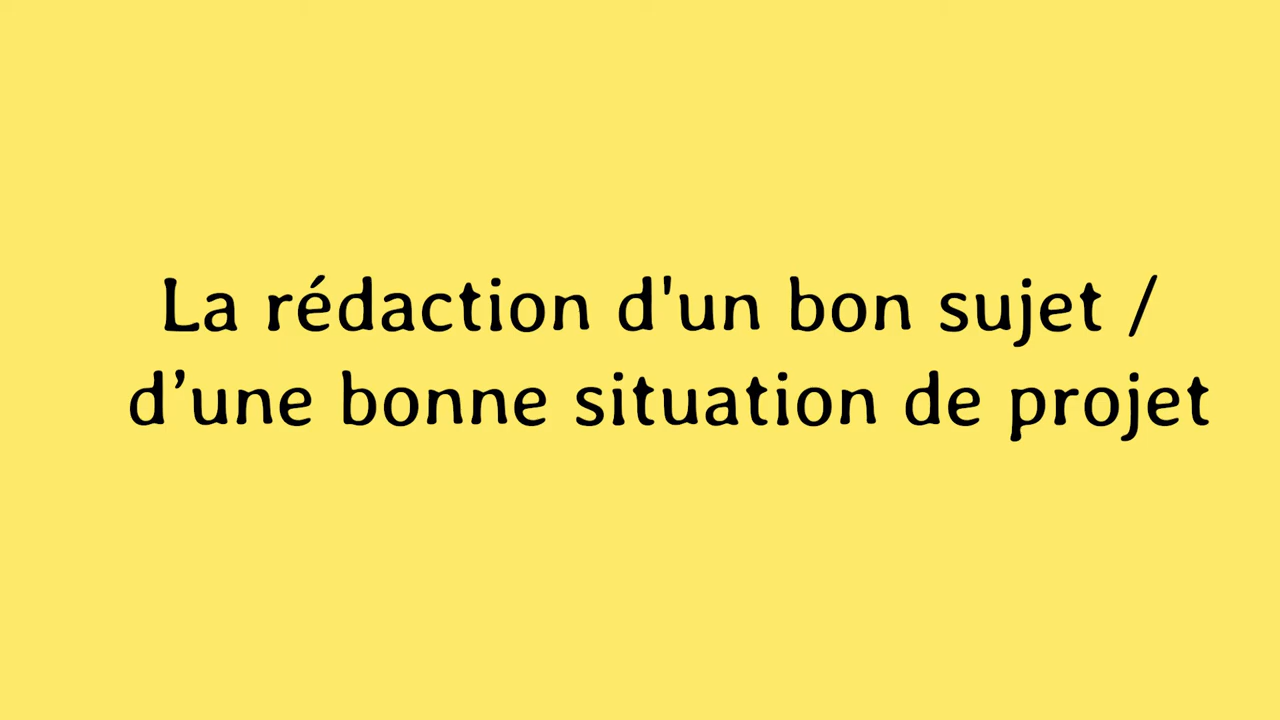 La rédaction d'un bon sujet /
d’une bonne situation de projet